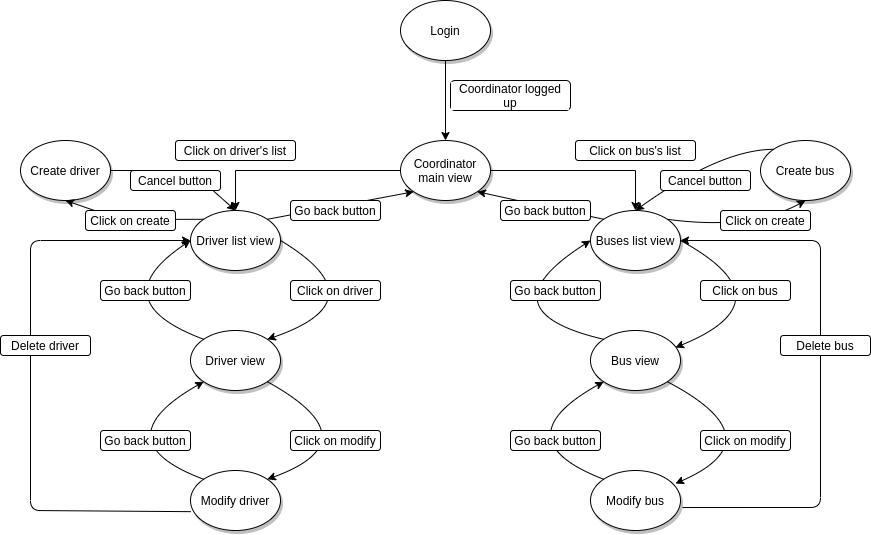 Login
Coordinator logged
up
Click on driver's list
Click on bus's list
Create driver
Coordinator
main view
Create bus
Cancel button
Cancel button
Click on create
Go back button
Go back button
Click on create
Driver list view
Buses list view
Go back button
Click on driver
Go back button
Click on bus
Delete driver
Driver view
Bus view
Delete bus
Go back button
Click on modify
Go back button
Click on modify
Modify driver
Modify bus